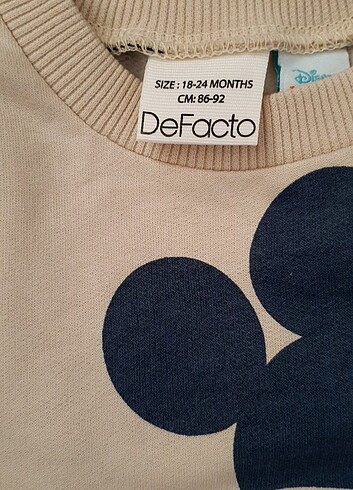 SIZE : 18-24 MONTHS
CM: 86-92
DeFacto